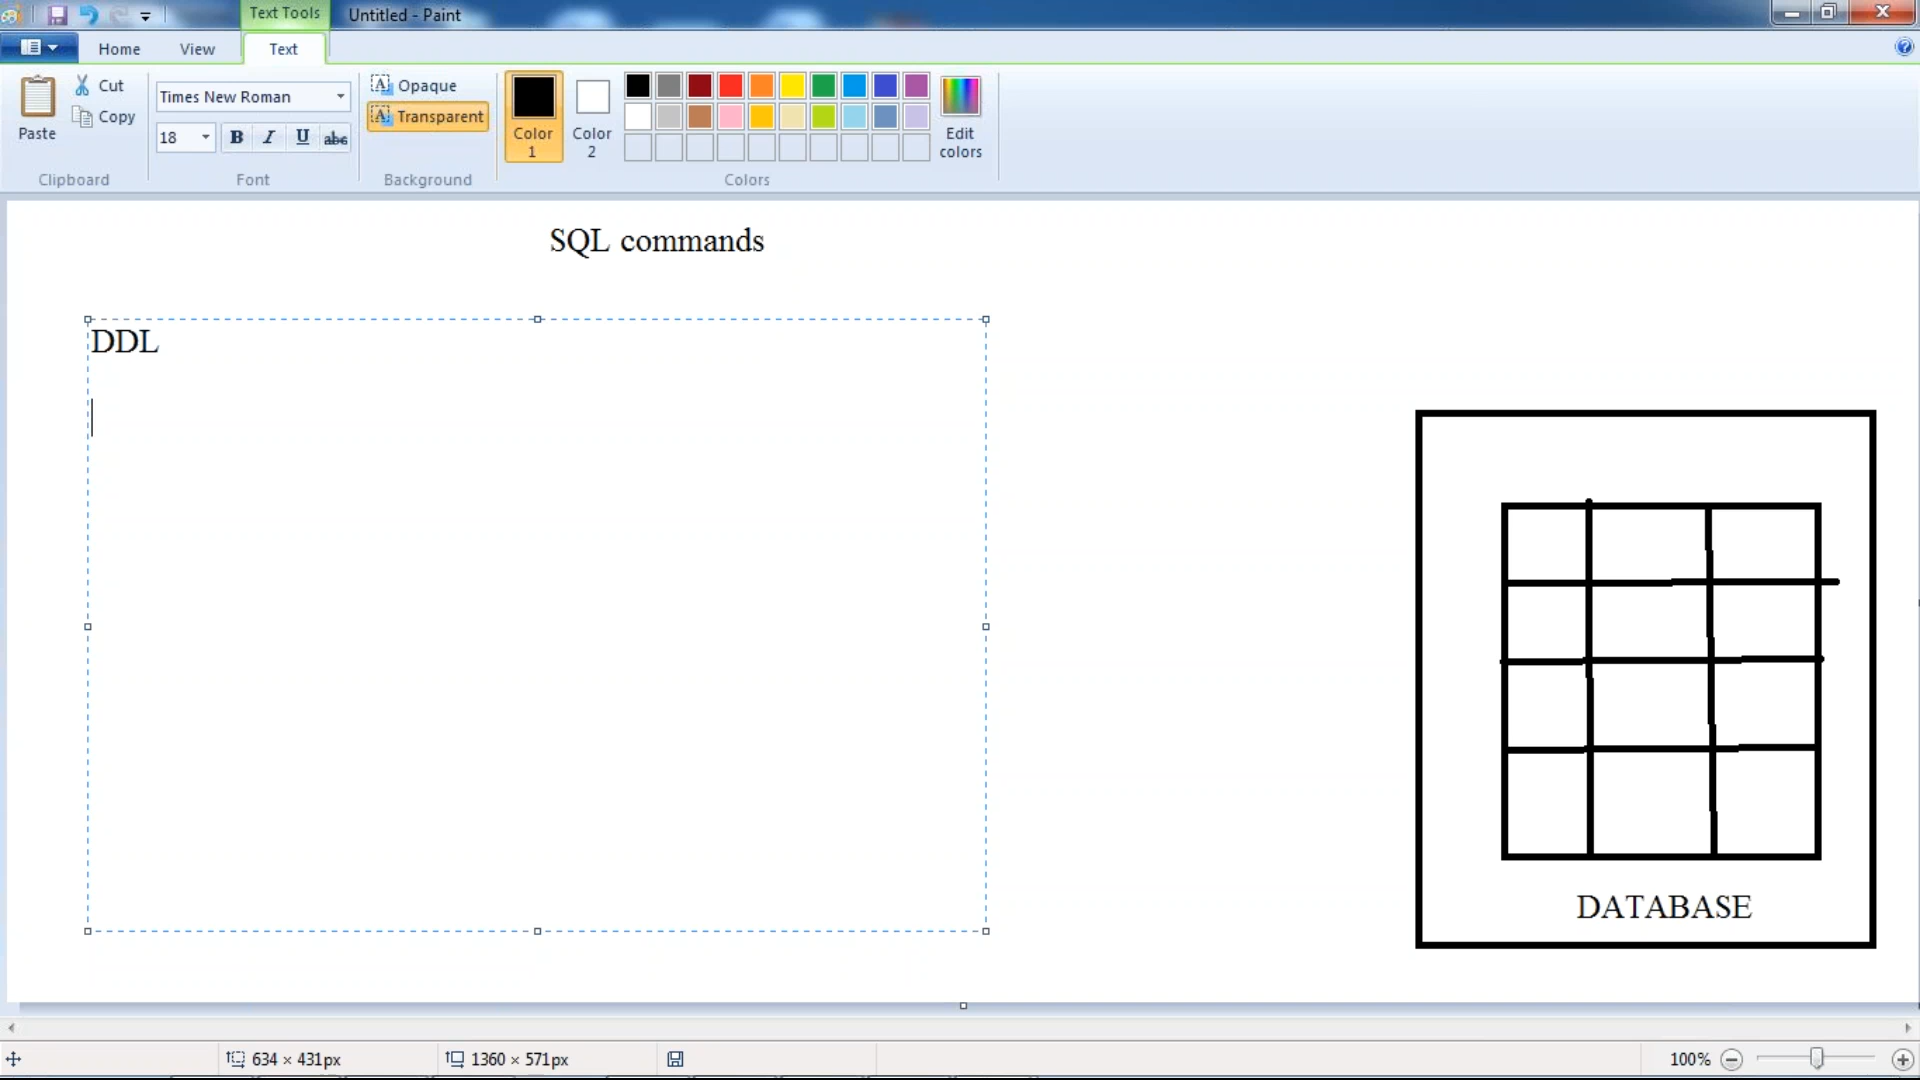 Text Tools
Untitled - Paint
Home
View
Text
Paste
Cut
Copy
Clipboard
Times New Roman
18
B I U abc
Font
Opaque
Transparent
Background
Color 1
Color 2
Edit colors
Colors
SQL commands
DDL
DATABASE
634 × 431px
1360 × 571px
100%